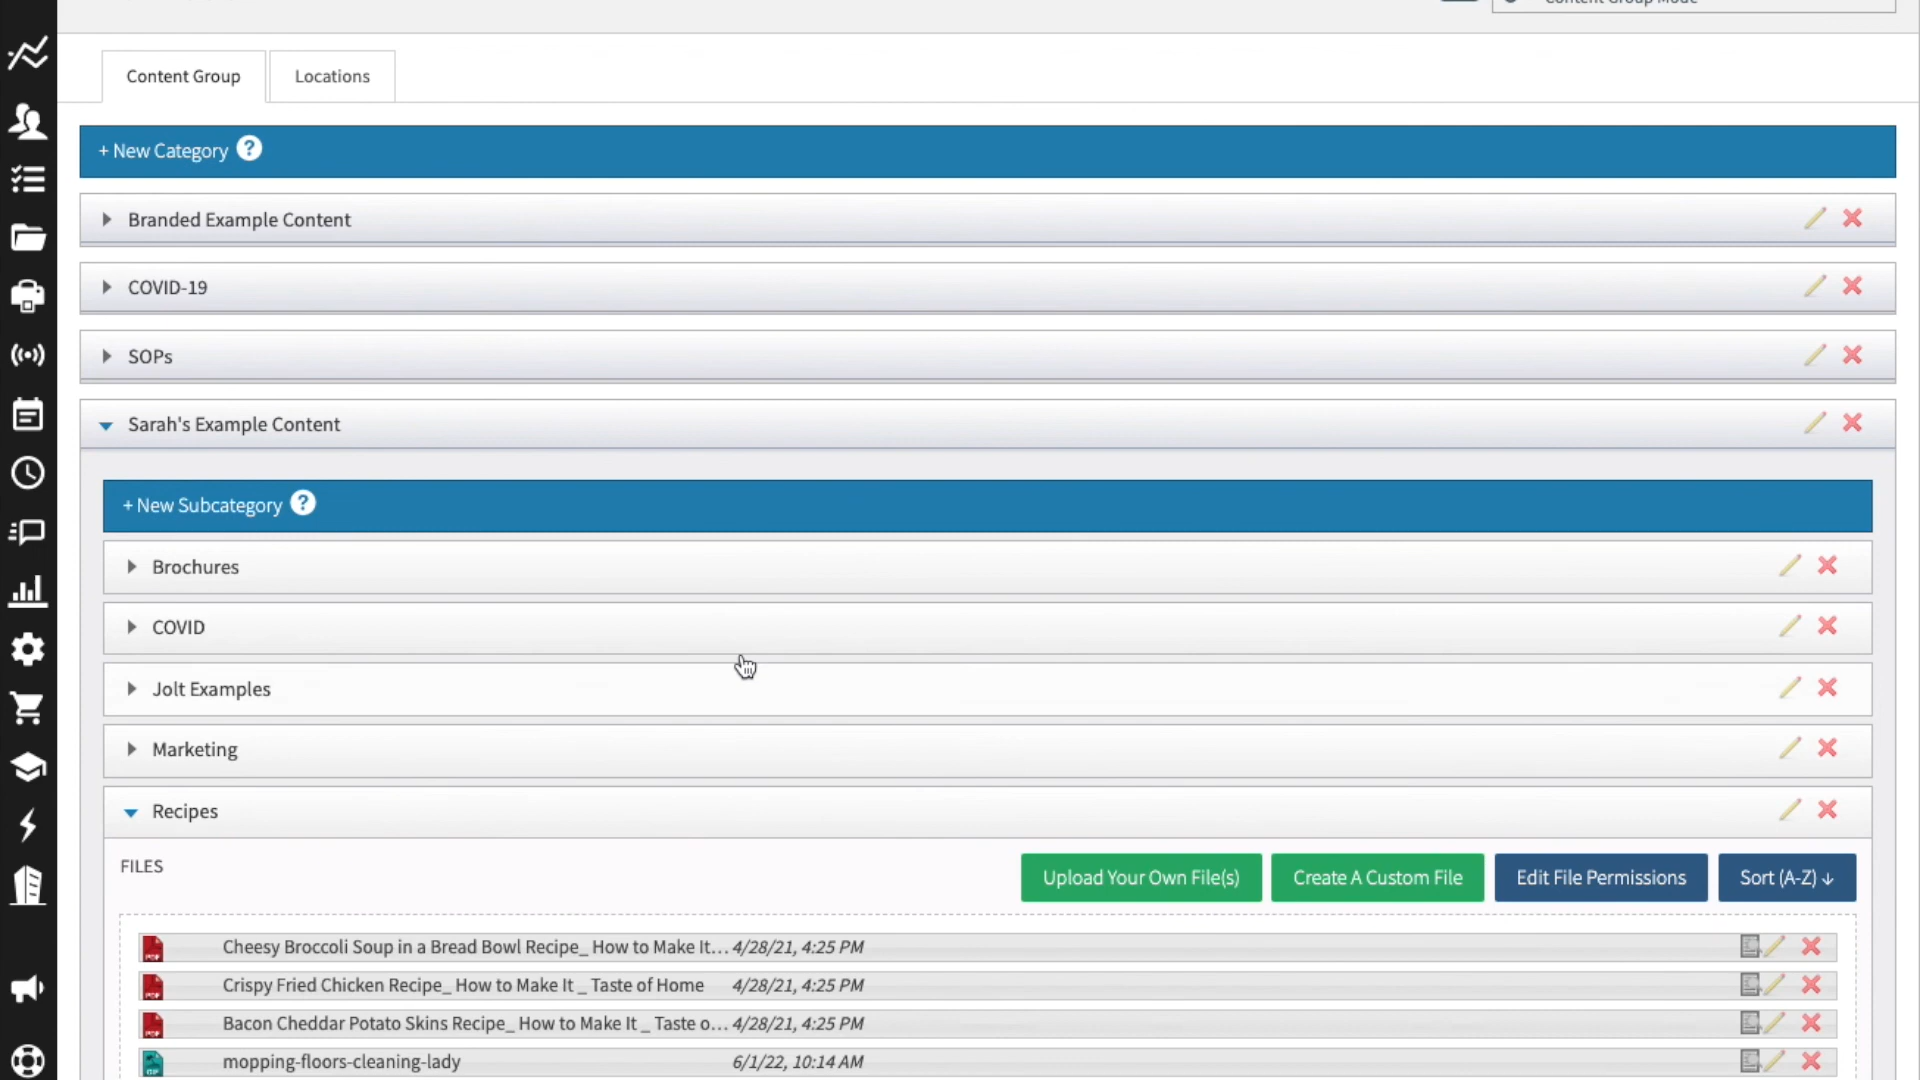 Content Group Mode
Content Group
Locations
+ New Category ?
Branded Example Content
COVID-19
SOPs
Sarah's Example Content
+ New Subcategory ?
Brochures
COVID
Jolt Examples
Marketing
Recipes
FILES
Upload Your Own File(s)
Create A Custom File
Edit File Permissions
Sort (A-Z) ↓
Cheesy Broccoli Soup in a Bread Bowl Recipe_ How to Make It... 4/28/21, 4:25 PM
Crispy Fried Chicken Recipe_ How to Make It _ Taste of Home 4/28/21, 4:25 PM
Bacon Cheddar Potato Skins Recipe_ How to Make It _ Taste o... 4/28/21, 4:25 PM
mopping-floors-cleaning-lady 6/1/22, 10:14 AM